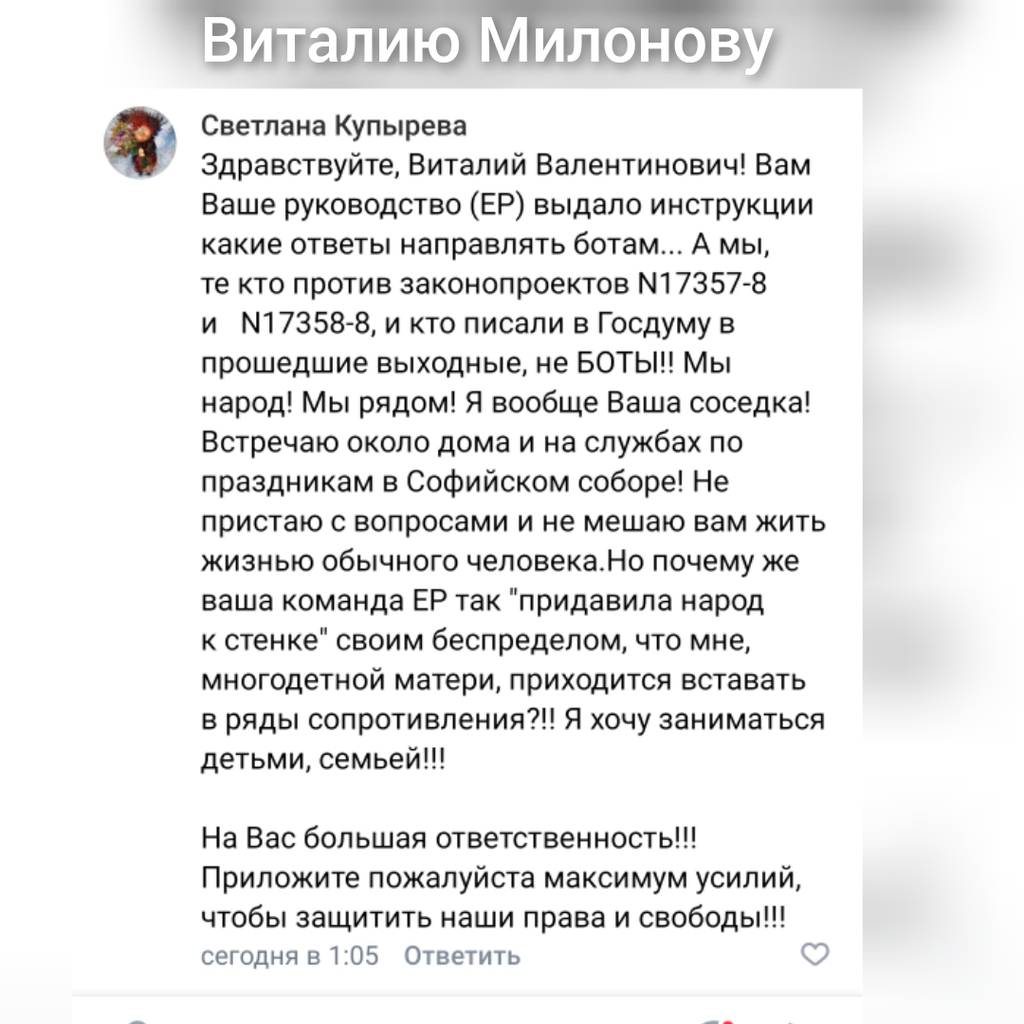 Виталию Милонову
Светлана Купырева
Здравствуйте, Виталий Валентинович! Вам
Ваше руководство (ЕР) выдало инструкции
какие ответы направлять ботам... А мы,
те кто против законопроектов N17357-8
и N17358-8, и кто писали в Госдуму в
прошедшие выходные, не БОТЫ!! Мы
народ! Мы рядом! Я вообще Ваша соседка!
Встречаю около дома и на службах по
праздникам в Софийском соборе! Не
пристаю с вопросами и не мешаю вам жить
жизнью обычного человека.Но почему же
ваша команда ЕР так "придавила народ
к стенке" своим беспределом, что мне,
многодетной матери, приходится вставать
в ряды сопротивления?!! Я хочу заниматься
детьми, семьей!!!
На Вас большая ответственность!!!
Приложите пожалуйста максимум усилий,
чтобы защитить наши права и свободы!!!
сегодня в 1:05 Ответить